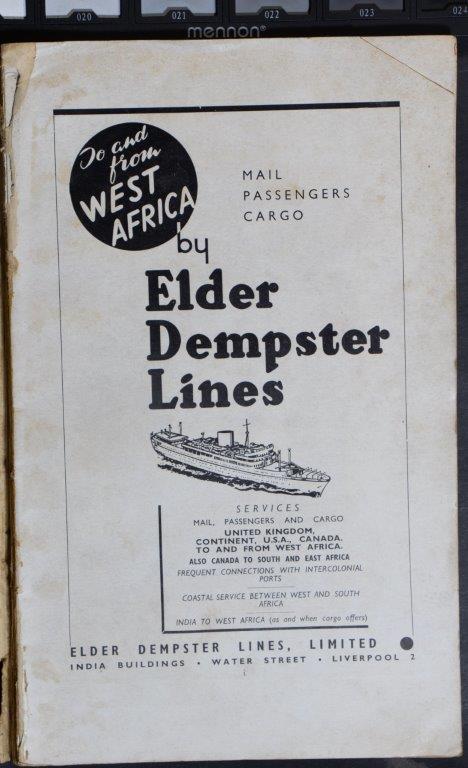 020
021
022
023
024
mennon
To and
from
WEST
AFRICA
MAIL
PASSENGERS
CARGO
by
Elder
Dempster
Lines
SERVICES
MAIL, PASSENGERS AND CARGO
UNITED KINGDOM,
CONTINENT, U.S.A., CANADA.
TO AND FROM WEST AFRICA.
ALSO CANADA TO SOUTH AND EAST AFRICA
FREQUENT CONNECTIONS WITH INTERCOLONIAL
PORTS
COASTAL SERVICE BETWEEN WEST AND SOUTH
AFRICA
INDIA TO WEST AFRICA (as and when cargo offers)
ELDER DEMPSTER LINES, LIMITED
INDIA BUILDINGS • WATER STREET • LIVERPOOL 2
i